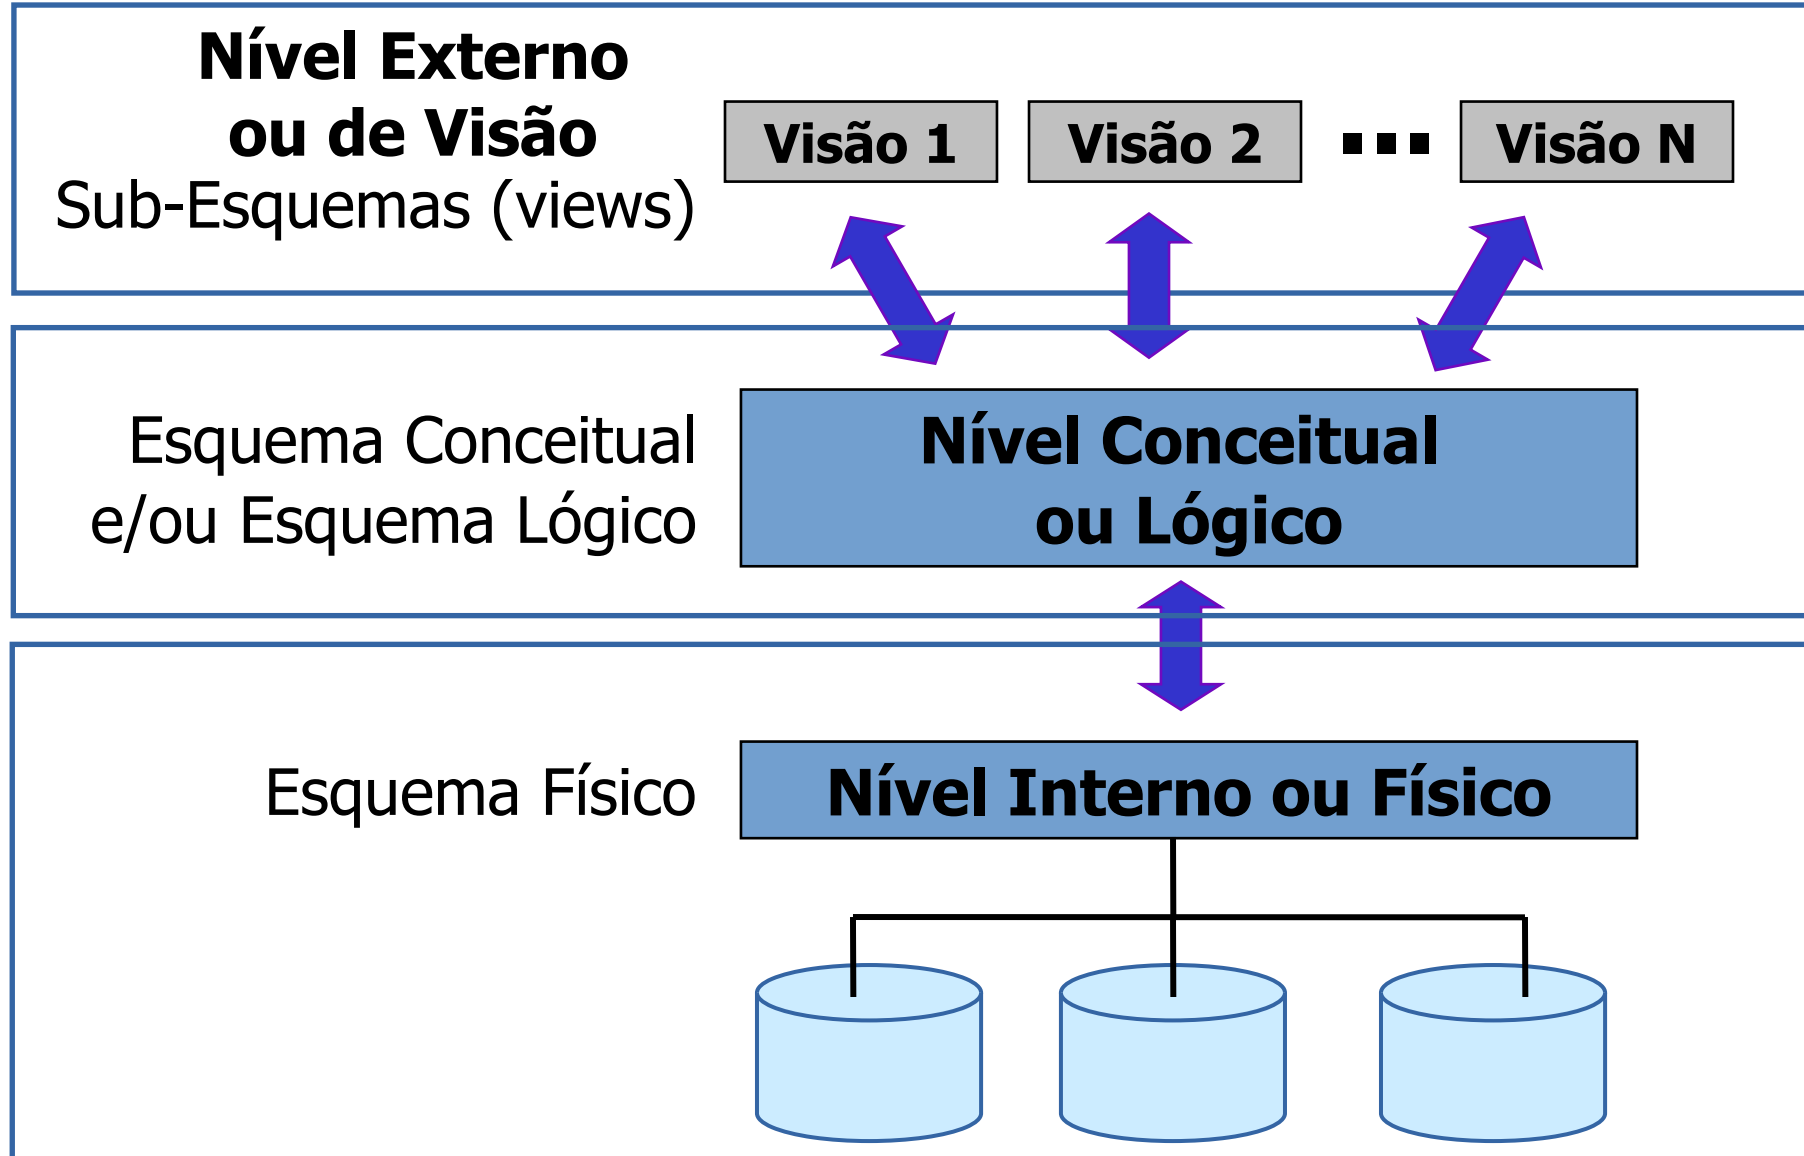 Nível Externo
ou de Visão
Sub-Esquemas (views)
Visão 1
Visão 2
Visão N
Esquema Conceitual
e/ou Esquema Lógico
Nível Conceitual
ou Lógico
Esquema Físico
Nível Interno ou Físico